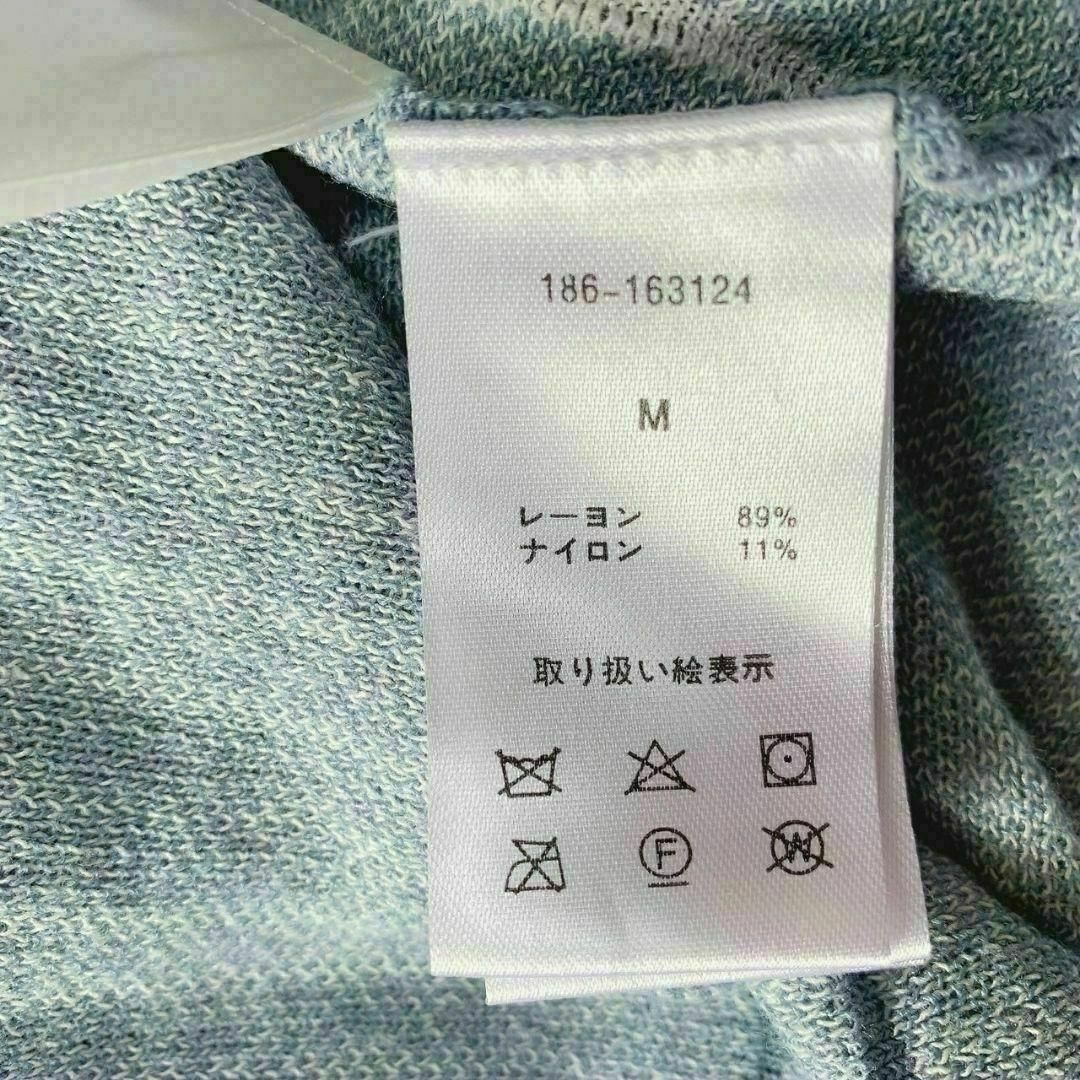 186-163124
M
レーヨン 89%
ナイロン 11%
取り扱い絵表示
F W